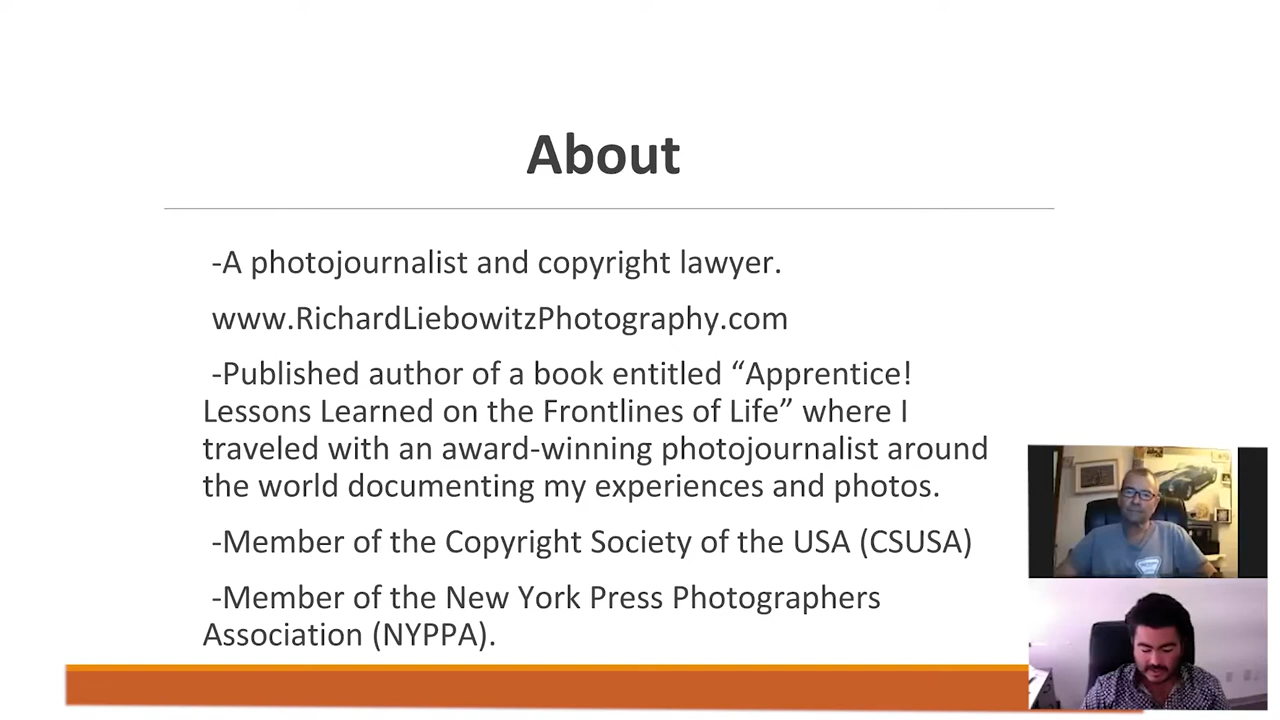 About
-A photojournalist and copyright lawyer.
www.RichardLiebowitzPhotography.com
-Published author of a book entitled “Apprentice!
Lessons Learned on the Frontlines of Life” where I
traveled with an award-winning photojournalist around
the world documenting my experiences and photos.
-Member of the Copyright Society of the USA (CSUSA)
-Member of the New York Press Photographers
Association (NYPPA).